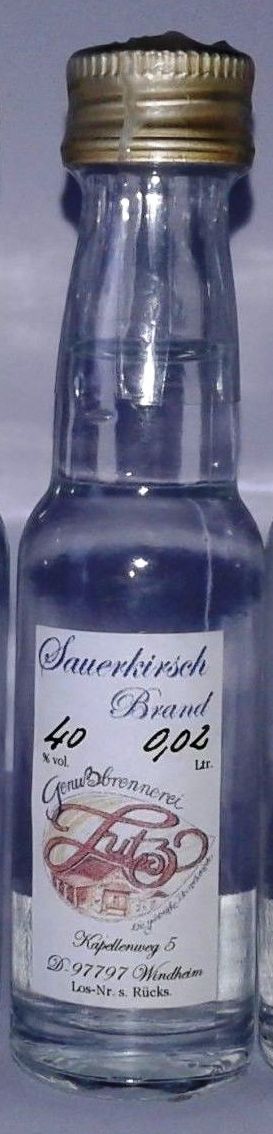 Sauerkirsch
Brand
40 0,02
% vol. Ltr.
Genußbrennerei
Lutz
Kapellenweg 5
D-97797 Windheim
Los-Nr. s. Rücks.